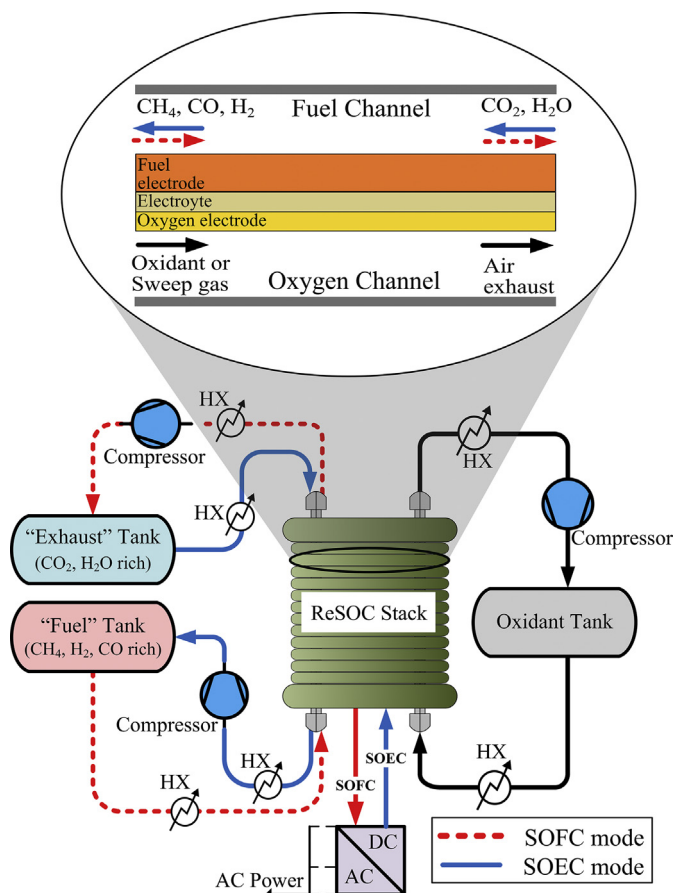 CH₄, CO, H₂
Fuel Channel
CO₂, H₂O
Fuel
electrode
Electroyte
Oxygen electrode
Oxidant or
Sweep gas
Oxygen Channel
Air
exhaust
HX
Compressor
HX
HX
"Exhaust" Tank
(CO₂, H₂O rich)
Compressor
ReSOC Stack
Oxidant Tank
"Fuel" Tank
(CH₄, H₂, CO rich)
Compressor
HX
HX
HX
SOFC
SOEC
DC
AC
AC Power
SOFC mode
SOEC mode